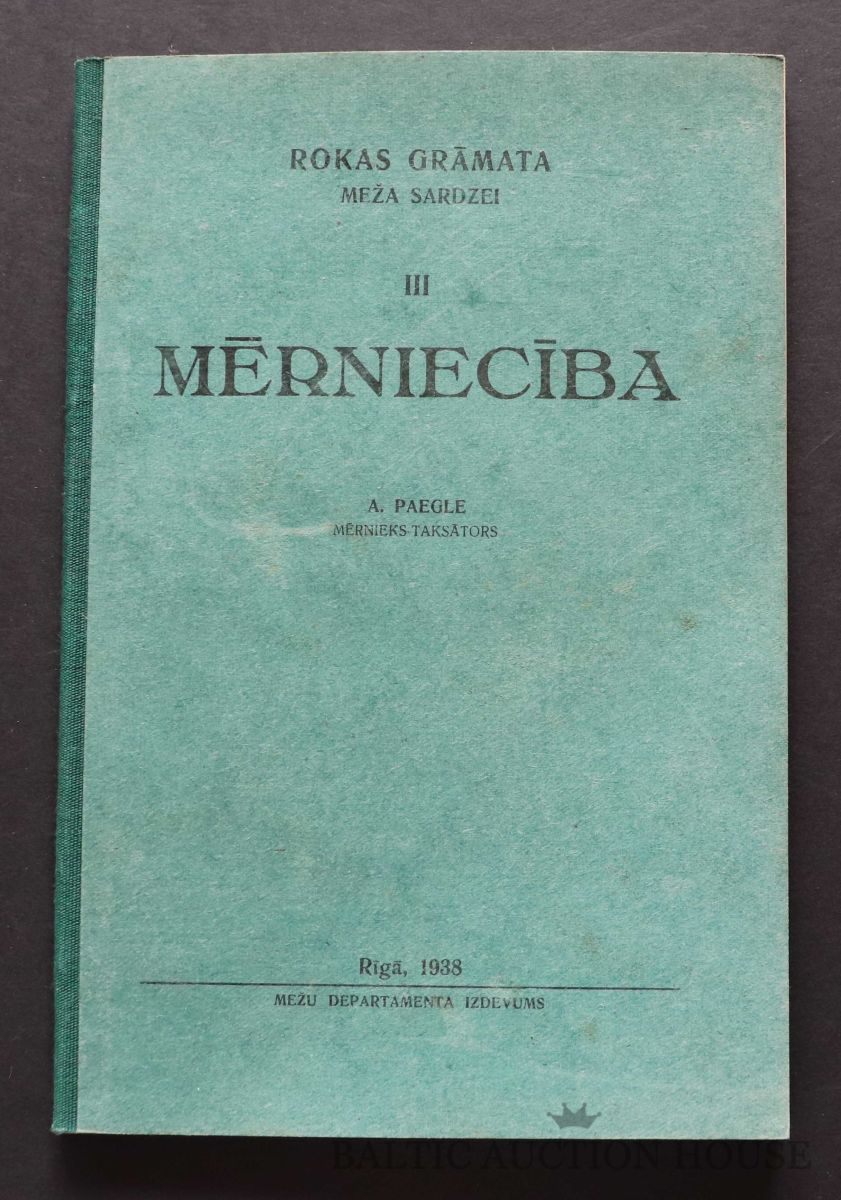 ROKAS GRĀMATA
MEŽA SARDZEI
III
MĒRNIECĪBA
A. PAEGLE
MĒRNIEKS-TAKSĀTORS
Rīgā, 1938
MEŽU DEPARTAMENTA IZDEVUMS
BALTIC AUCTION HOUSE